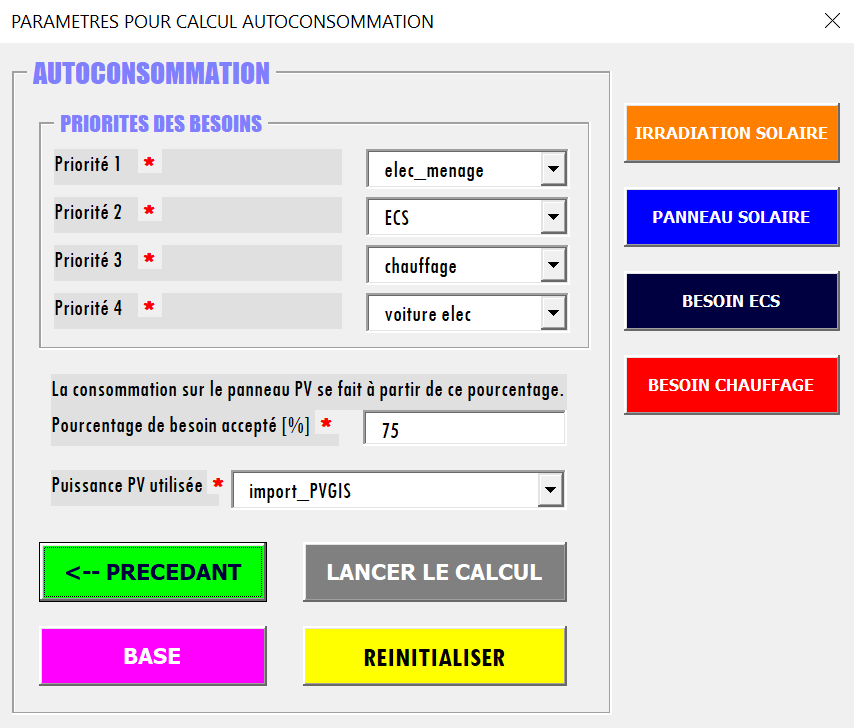 PARAMETRES POUR CALCUL AUTOCONSOMMATION
AUTOCONSOMMATION
PRIORITES DES BESOINS
Priorité 1 * elec_menage
Priorité 2 * ECS
Priorité 3 * chauffage
Priorité 4 * voiture elec
La consommation sur le panneau PV se fait à partir de ce pourcentage.
Pourcentage de besoin accepté [%] * 75
Puissance PV utilisée * import_PVGIS
<-- PRECEDANT
LANCER LE CALCUL
BASE
REINITIALISER
IRRADIATION SOLAIRE
PANNEAU SOLAIRE
BESOIN ECS
BESOIN CHAUFFAGE